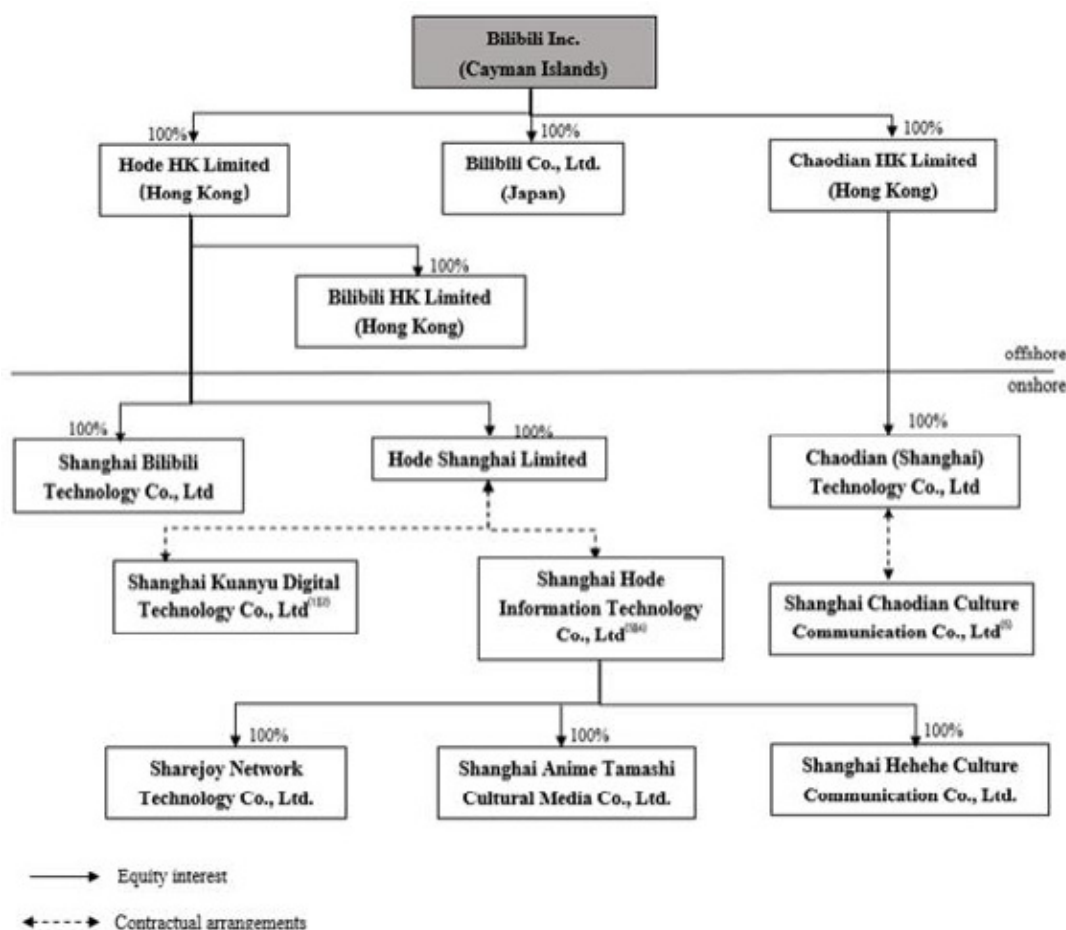 Bilibili Inc.
(Cayman Islands)
100%
100%
100%
Hode HK Limited
(Hong Kong)
Bilibili Co., Ltd.
(Japan)
Chaodian HK Limited
(Hong Kong)
100%
Bilibili HK Limited
(Hong Kong)
offshore
onshore
100%
100%
100%
Shanghai Bilibili
Technology Co., Ltd
Hode Shanghai Limited
Chaodian (Shanghai)
Technology Co., Ltd
Shanghai Kuanyu Digital
Technology Co., Ltd
Shanghai Hode
Information Technology
Co., Ltd
Shanghai Chaodian Culture
Communication Co., Ltd(5)
100%
100%
100%
Sharejoy Network
Technology Co., Ltd.
Shanghai Anime Tamashi
Cultural Media Co., Ltd.
Shanghai Hehehe Culture
Communication Co., Ltd.
Equity interest
Contractual arrangements